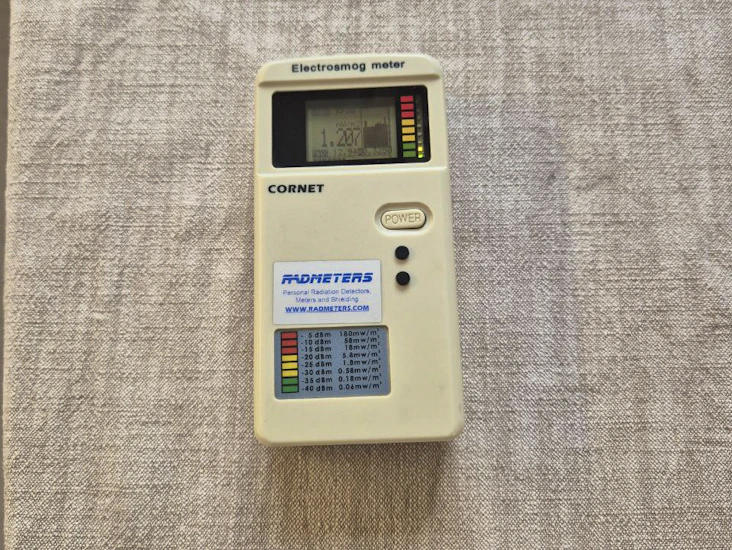 Electrosmog meter
1.207
CORNET
POWER
RADMETERS
Personal Radiation Detectors,
Meters and Shielding
WWW.RADMETERS.COM
- 5 dBm 180mw/m²
-10 dBm 58mw/m²
-15 dBm 18mw/m²
-20 dBm 5.8mw/m²
-25 dBm 1.8mw/m²
-30 dBm 0.58mw/m²
-35 dBm 0.18mw/m²
-40 dBm 0.06mw/m²